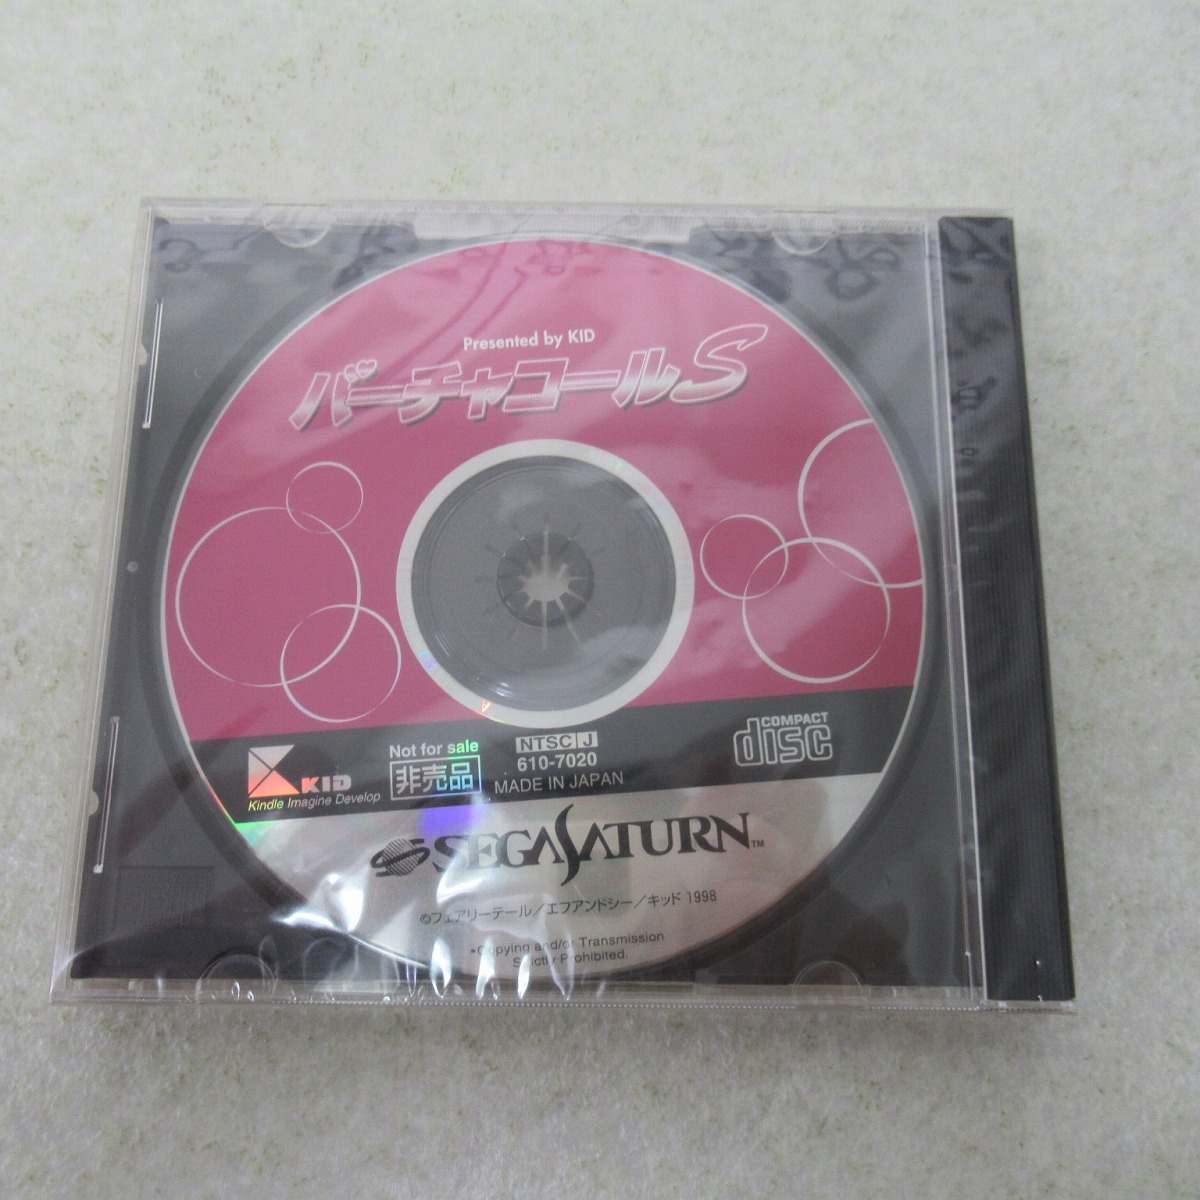 Presented by KID
バーチャコールS
KID
Kindle Imagine Develop
Not for sale
非売品
NTSC J
610-7020
MADE IN JAPAN
COMPACT
disc
SEGA SATURN™
©フェアリーテール／エフアンドシー／キッド 1998
•Copying and/or Transmission
Strictly Prohibited.